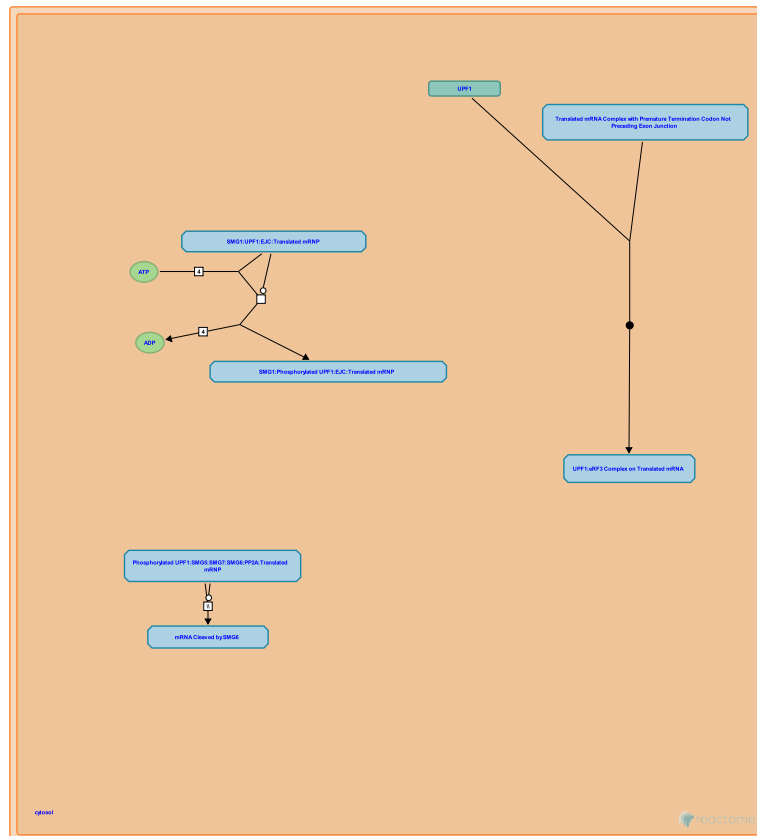 UPF1
Translated mRNA Complex with Premature Termination Codon Not
Preceding Exon Junction
SMG1:UPF1:EJC:Translated mRNP
ATP
4
ADP
4
SMG1:Phosphorylated UPF1:EJC:Translated mRNP
UPF1:eRF3 Complex on Translated mRNA
Phosphorylated UPF1:SMG5:SMG7:SMG6:PP2A:Translated
mRNP
\\
mRNA Cleaved by SMG6
cytosol
reactome